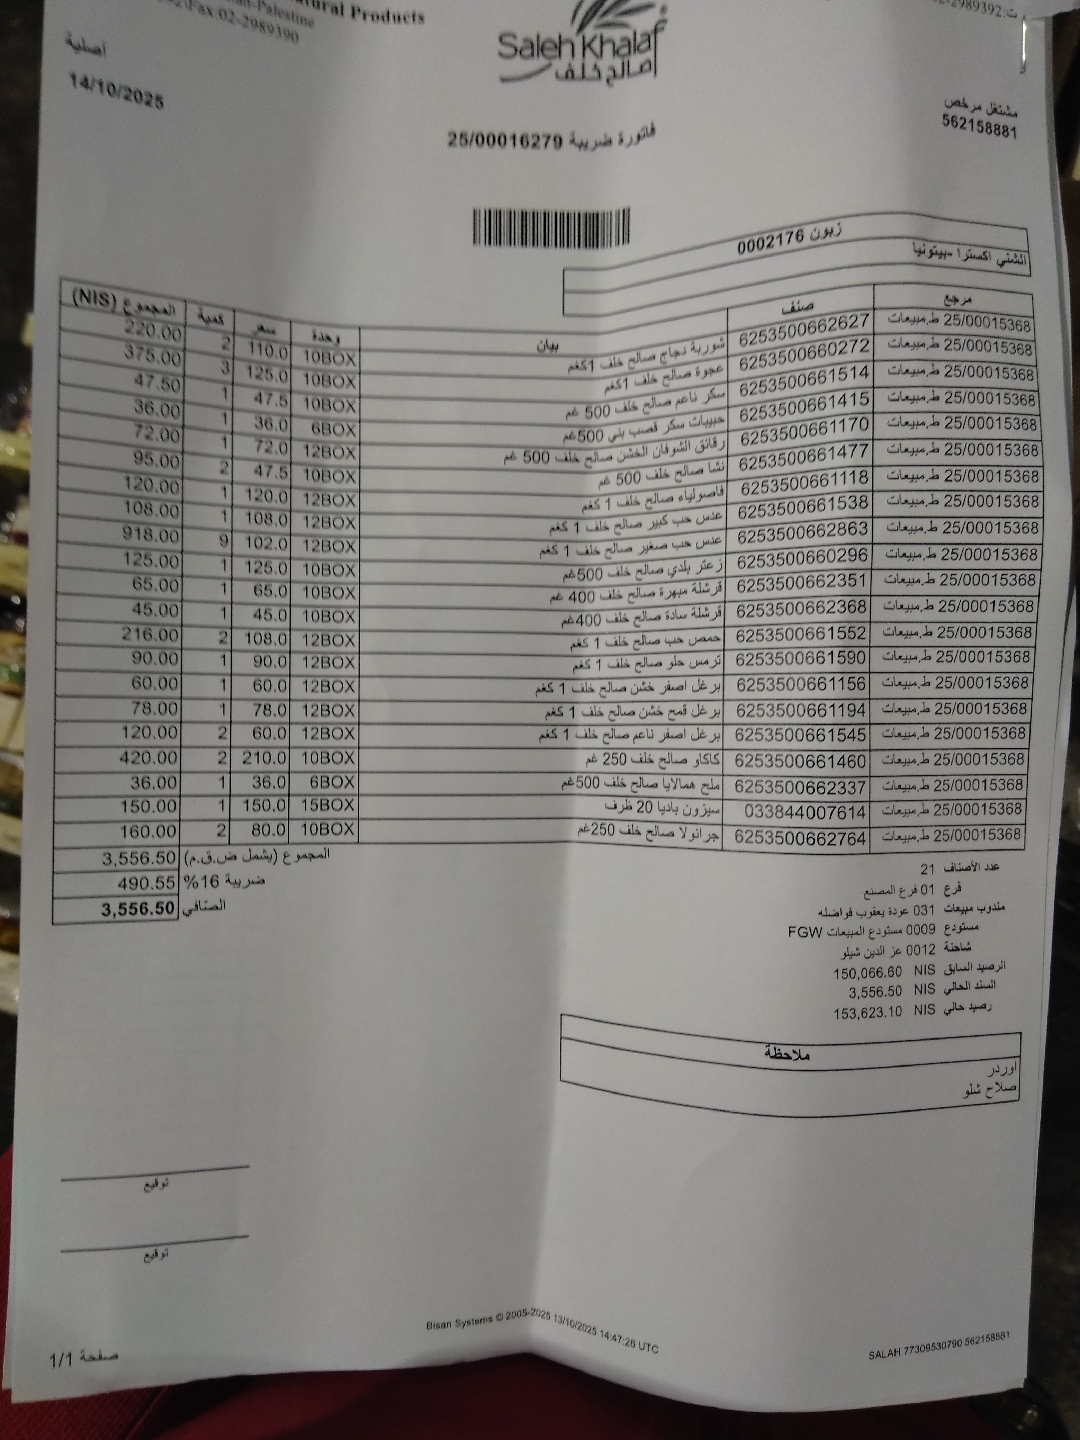 Natural Products
Palestine
Fax:02-2989390
02-2989392:ت
Saleh Khalaf
صالح خلف
أصلية
14/10/2025
مشتغل مرخص
562158881
فاتورة ضريبة 25/00016279
زبون 0002176
الشني اكسترا -بيتونيا
مرجع صنف بيان وحدة سعر كمية المجموع (NIS)
25/00015368 ط.مبيعات 6253500662627 شوربة دجاج صالح خلف 1كغم 10BOX 110.0 2 220.00
25/00015368 ط.مبيعات 6253500660272 عجوة صالح خلف 1كغم 10BOX 125.0 3 375.00
25/00015368 ط.مبيعات 6253500661514 سكر ناعم صالح خلف 500 غم 10BOX 47.5 1 47.50
25/00015368 ط.مبيعات 6253500661415 حبيبات سكر قصب بني 500غم 6BOX 36.0 1 36.00
25/00015368 ط.مبيعات 6253500661170 رقائق الشوفان الخشن صالح خلف 500 غم 12BOX 72.0 1 72.00
25/00015368 ط.مبيعات 6253500661477 نشا صالح خلف 500 غم 10BOX 47.5 2 95.00
25/00015368 ط.مبيعات 6253500661118 فاصولياء صالح خلف 1 كغم 12BOX 120.0 1 120.00
25/00015368 ط.مبيعات 6253500661538 عدس حب كبير صالح خلف 1 كغم 12BOX 108.0 1 108.00
25/00015368 ط.مبيعات 6253500662863 عدس حب صغير صالح خلف 1 كغم 12BOX 102.0 9 918.00
25/00015368 ط.مبيعات 6253500660296 زعتر بلدي صالح خلف 500غم 10BOX 125.0 1 125.00
25/00015368 ط.مبيعات 6253500662351 قرشلة مبهرة صالح خلف 400 غم 10BOX 65.0 1 65.00
25/00015368 ط.مبيعات 6253500662368 قرشلة سادة صالح خلف 400غم 10BOX 45.0 1 45.00
25/00015368 ط.مبيعات 6253500661552 حمص حب صالح خلف 1 كغم 12BOX 108.0 2 216.00
25/00015368 ط.مبيعات 6253500661590 ترمس حلو صالح خلف 1 كغم 12BOX 90.0 1 90.00
25/00015368 ط.مبيعات 6253500661156 برغل اصفر خشن صالح خلف 1 كغم 12BOX 60.0 1 60.00
25/00015368 ط.مبيعات 6253500661194 برغل قمح خشن صالح خلف 1 كغم 12BOX 78.0 1 78.00
25/00015368 ط.مبيعات 6253500661545 برغل اصفر ناعم صالح خلف 1 كغم 12BOX 60.0 2 120.00
25/00015368 ط.مبيعات 6253500661460 كاكاو صالح خلف 250 غم 10BOX 210.0 2 420.00
25/00015368 ط.مبيعات 6253500662337 ملح همالايا صالح خلف 500غم 6BOX 36.0 1 36.00
25/00015368 ط.مبيعات 033844007614 سيزون باديا 20 ظرف 15BOX 150.0 1 150.00
25/00015368 ط.مبيعات 6253500662764 جرانولا صالح خلف 250غم 10BOX 80.0 2 160.00
المجموع (يشمل ض.ق.م) 3,556.50
ضريبة 16% 490.55
الصافي 3,556.50
عدد الأصناف 21
فرع 01 فرع المصنع
مندوب مبيعات 031 عودة يعقوب فواضله
مستودع 0009 مستودع المبيعات FGW
شاحنة 0012 عز الدين شيلو
الرصيد السابق NIS 150,066.60
السند الحالي NIS 3,556.50
رصيد حالي NIS 153,623.10
ملاحظة
اوردر
صلاح شلو
توقيع
توقيع
Bisan Systems © 2005-2025 13/10/2025 14:47:26 UTC
SALAH 77309530790 562158881
صفحة 1/1